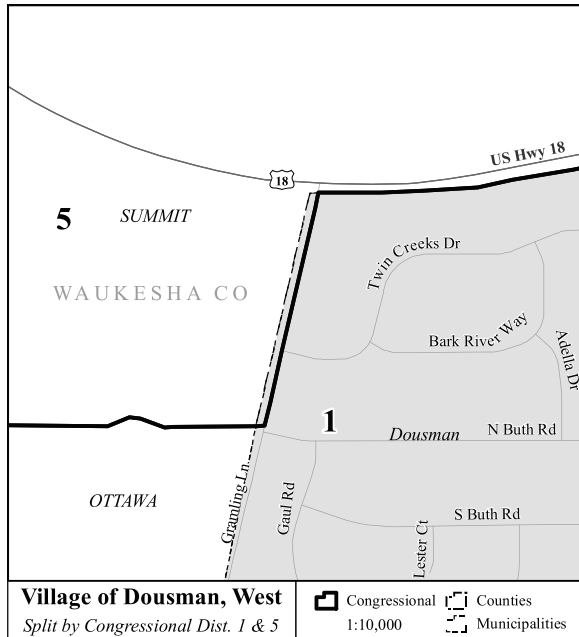 US Hwy 18
18
5
SUMMIT
Twin Creeks Dr
WAUKESHA CO
Bark River Way
Adella Dr
1
Dousman
N Buth Rd
Gramling Ln
Gaul Rd
OTTAWA
S Buth Rd
Lester Ct
Village of Dousman, West
Split by Congressional Dist. 1 & 5
Congressional
Counties
1:10,000
Municipalities